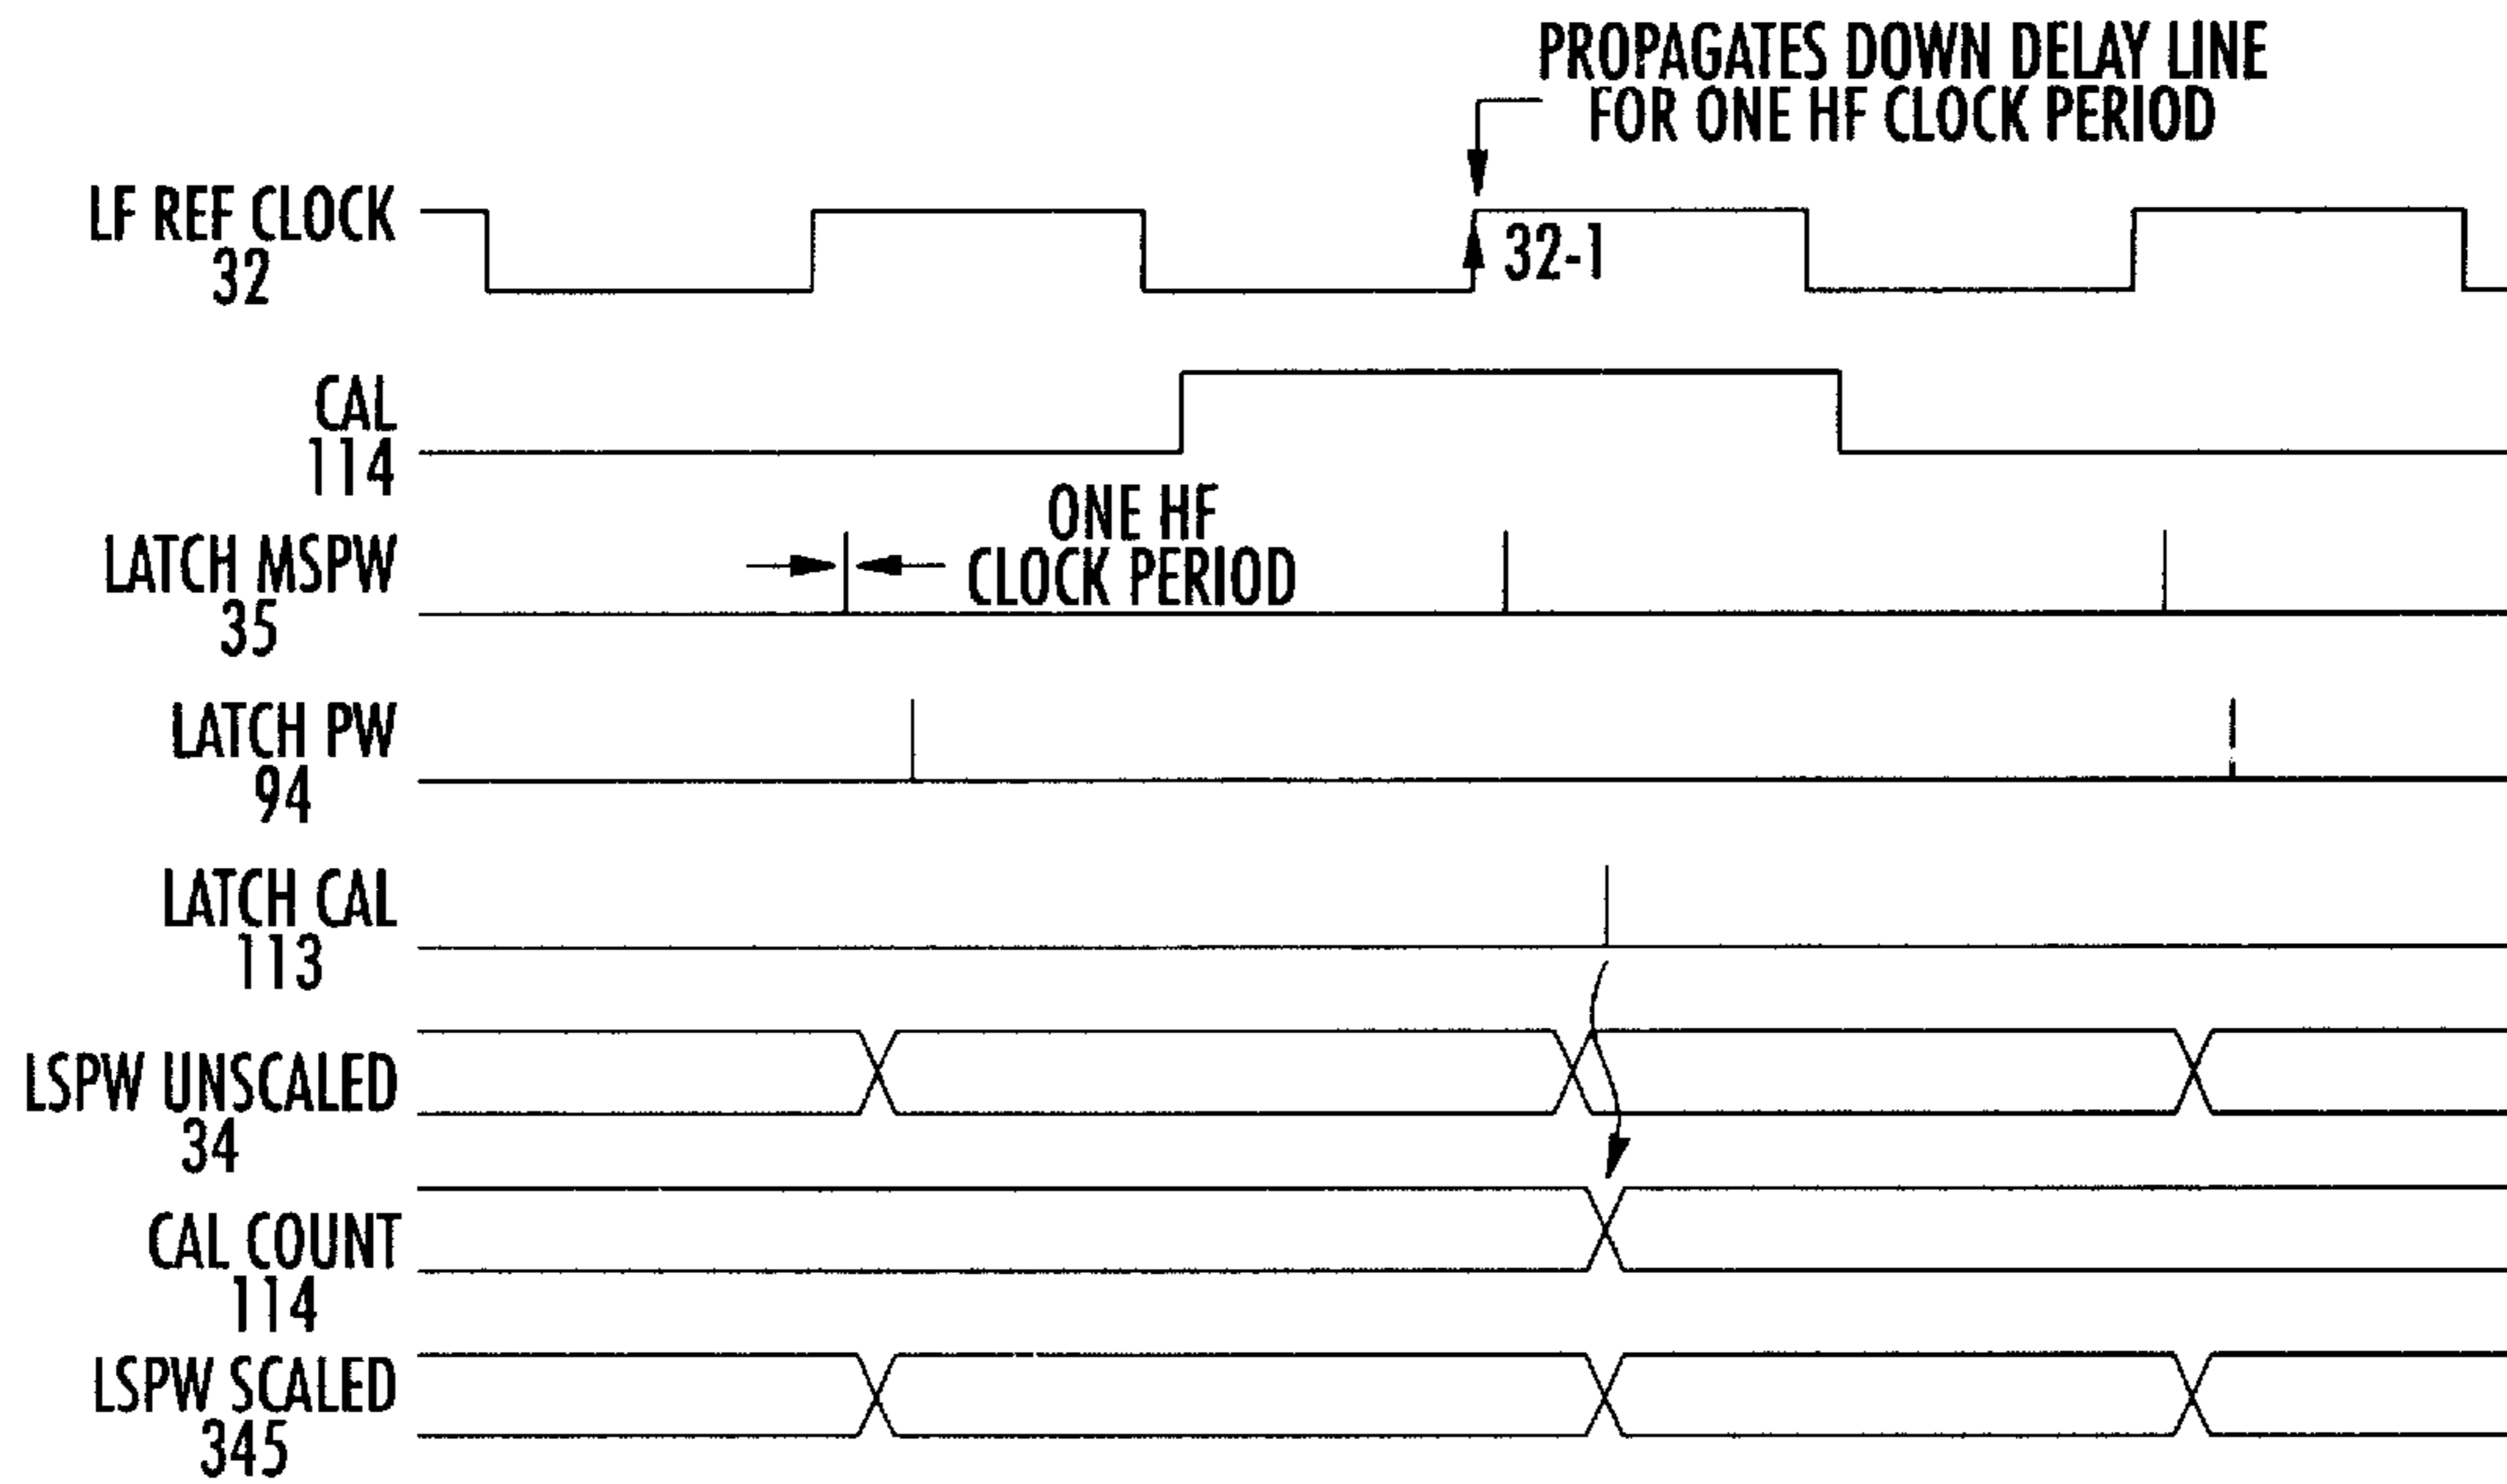 PROPAGATES DOWN DELAY LINE
FOR ONE HF CLOCK PERIOD
LF REF CLOCK
32
32-1
CAL
114
ONE HF
CLOCK PERIOD
LATCH MSPW
35
LATCH PW
94
LATCH CAL
113
LSPW UNSCALED
34
CAL COUNT
114
LSPW SCALED
345